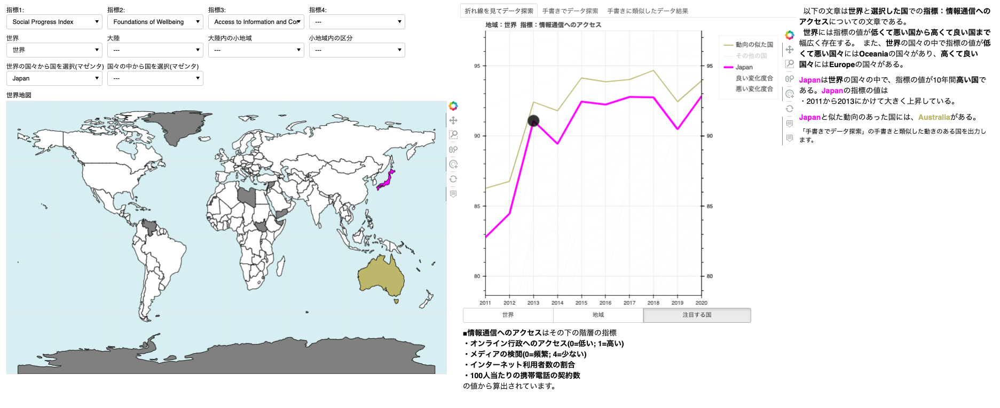 指標1:
指標2:
指標3:
指標4:
Social Progress Index
Foundations of Wellbeing
Access to Information and Cor
---
世界
大陸
大陸内の小地域
小地域内の区分
世界
---
---
---
世界の国々から国を選択(マゼンタ)
国々の中から国を選択(マゼンタ)
Japan
---
世界地図
折れ線を見てデータ探索
手書きでデータ探索
手書きに類似したデータ結果
地域：世界 指標：情報通信へのアクセス
95
90
85
80
95
90
85
80
2011
2012
2013
2014
2015
2016
2017
2018
2019
2020
動向の似た国
その他の国
Japan
良い変化度合
悪い変化度合
世界
地域
注目する国
■情報通信へのアクセスはその下の階層の指標
・オンライン行政へのアクセス(0=低い; 1=高い)
・メディアの検閲(0=頻繁; 4=少ない)
・インターネット利用者数の割合
・100人当たりの携帯電話の契約数
の値から算出されています。
以下の文章は世界と選択した国での指標：情報通信への
アクセスについての文章である。
世界には指標の値が低くて悪い国から高くて良い国まで
幅広く存在する。 また、世界の国々の中で指標の値が低
くて悪い国々にはOceaniaの国々があり、高くて良い
国々にはEuropeの国々がある。
Japanは世界の国々の中で、指標の値が10年間高い国で
ある。Japanの指標の値は
・2011から2013にかけて大きく上昇している。
Japanと似た動向のあった国には、Australiaがある。
「手書きでデータ探索」の手書きと類似した動きのある国を出力し
ます。